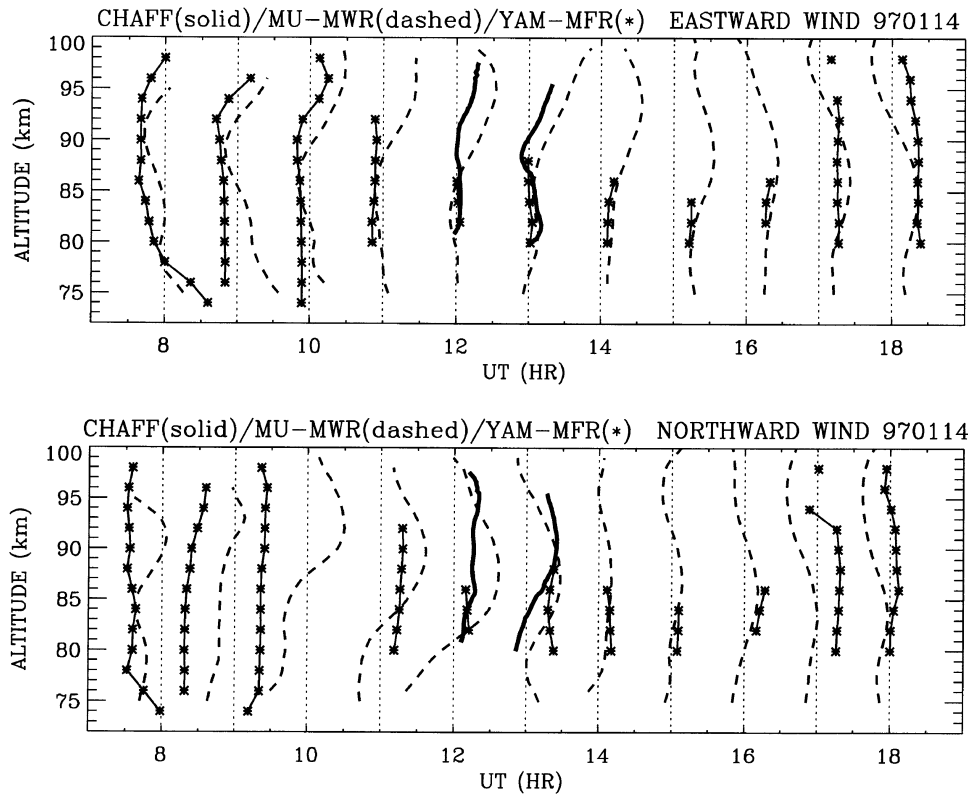 CHAFF(solid)/MU-MWR(dashed)/YAM-MFR(*) EASTWARD WIND 970114
100
95
90
85
80
75
ALTITUDE (km)
8 10 12 14 16 18
UT (HR)
CHAFF(solid)/MU-MWR(dashed)/YAM-MFR(*) NORTHWARD WIND 970114
100
95
90
85
80
75
ALTITUDE (km)
8 10 12 14 16 18
UT (HR)